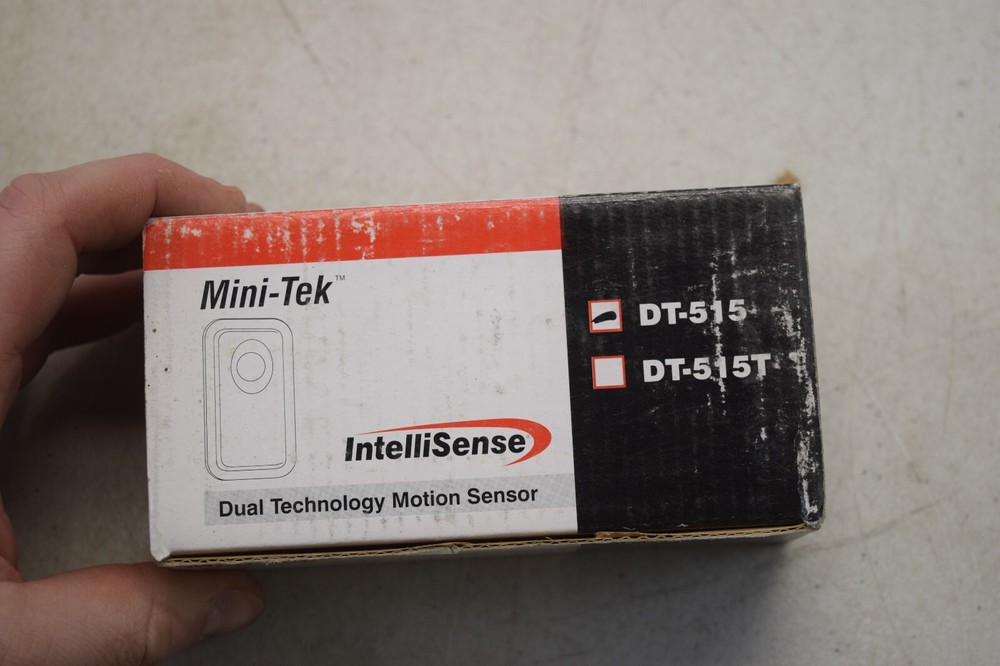 Mini-Tek™
IntelliSense®
Dual Technology Motion Sensor
DT-515
DT-515T